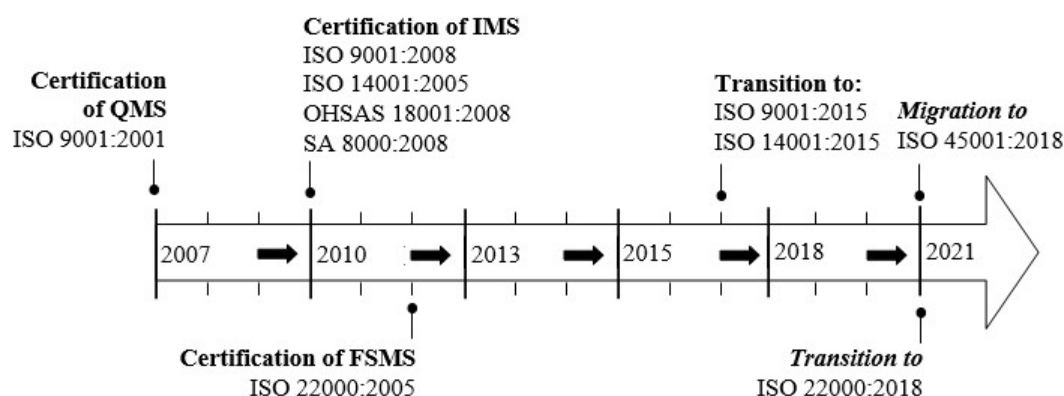 Certification of IMS
ISO 9001:2008
ISO 14001:2005
OHSAS 18001:2008
SA 8000:2008
Certification
of QMS
ISO 9001:2001
Transition to:
ISO 9001:2015
ISO 14001:2015
Migration to
ISO 45001:2018
2007
2010
2013
2015
2018
2021
Certification of FSMS
ISO 22000:2005
Transition to
ISO 22000:2018